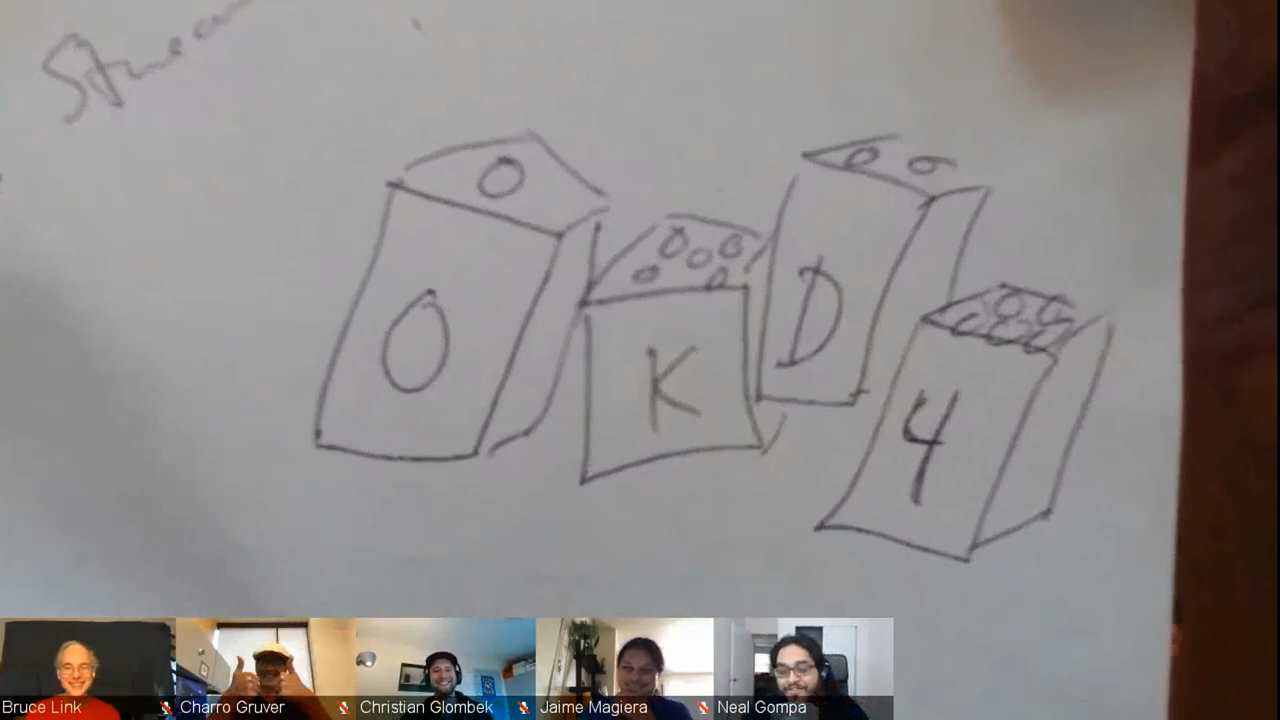 O K D 4
Bruce Link
Charro Gruver
Christian Glombek
Jaime Magiera
Neal Gompa